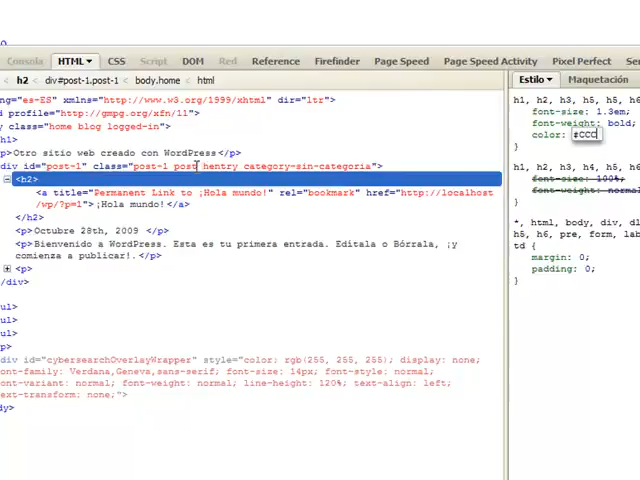 Consola HTML CSS Script DOM Red Reference Firefinder Page Speed Page Speed Activity Pixel Perfect
h2 < div#post-1.post-1 < body.home < html
Estilo Maquetación
ng="es-ES" xmlns="http://www.w3.org/1999/xhtml" dir="ltr">
d profile="http://gmpg.org/xfn/11">
y class="home blog logged-in">
h1>
p>Otro sitio web creado con WordPress</p>
div id="post-1" class="post-1 post hentry category-sin-categoria">
<h2>
<a title="Permanent Link to ¡Hola mundo!" rel="bookmark" href="http://localhost
/wp/?p=1">¡Hola mundo!</a>
</h2>
<p>Octubre 28th, 2009 </p>
<p>Bienvenido a WordPress. Esta es tu primera entrada. Edítala o Bórrala, ¡y
comienza a publicar!.</p>
<p>
/div>
ul>
ul>
ul>
div id="cybersearchOverlayWrapper" style="color: rgb(255, 255, 255); display: none;
font-family: Verdana,Geneva,sans-serif; font-size: 14px; font-style: normal;
font-variant: normal; font-weight: normal; line-height: 120%; text-align: left;
text-transform: none;">
dy>
h1, h2, h3, h5, h5, h6
font-size: 1.3em;
font-weight: bold;
color: #CCC
}
h1, h2, h3, h4, h5, h6
font-size: 100%;
font-weight: normal
*, html, body, div, dl
h5, h6, pre, form, lab
td {
margin: 0;
padding: 0;
}